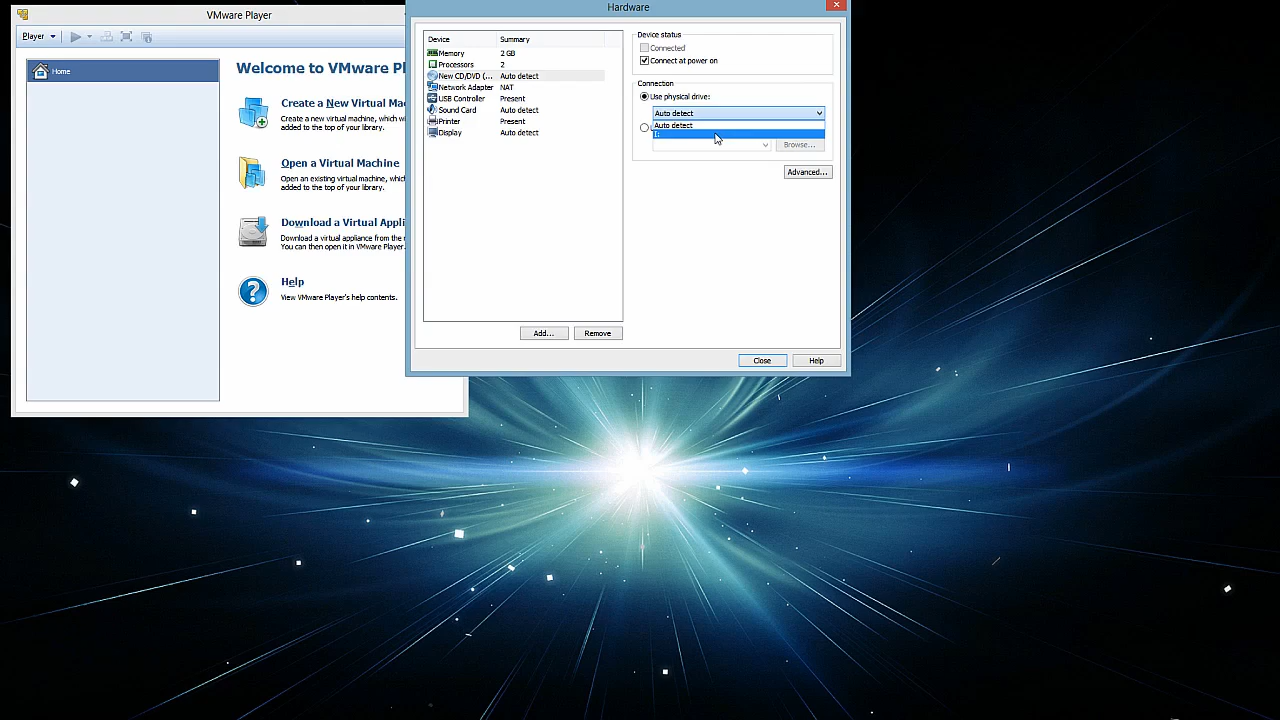 VMware Player
Player
Home
Welcome to VMware Pl
Create a New Virtual Ma
Create a new virtual machine, which wi
added to the top of your library.
Open a Virtual Machine
Open an existing virtual machine, which
added to the top of your library.
Download a Virtual Appli
Download a virtual appliance from the
You can then open it in VMware Player.
Help
View VMware Player's help contents.
Hardware
Device Summary
Memory 2 GB
Processors 2
New CD/DVD (... Auto detect
Network Adapter NAT
USB Controller Present
Sound Card Auto detect
Printer Present
Display Auto detect
Add... Remove
Device status
Connected
Connect at power on
Connection
Use physical drive:
Auto detect
Auto detect
Browse...
Advanced...
Close Help